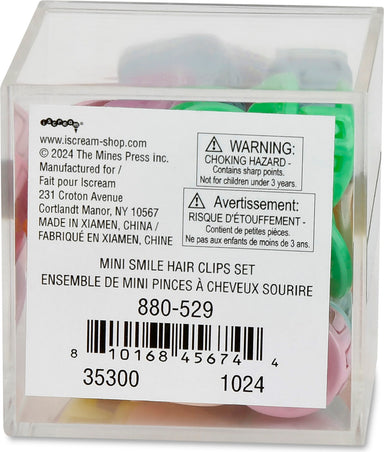 iscream
www.iscream-shop.com
© 2024 The Mines Press Inc.
Manufactured for /
Fait pour Iscream
231 Croton Avenue
Cortlandt Manor, NY 10567
MADE IN XIAMEN, CHINA /
FABRIQUÉ EN XIAMEN, CHINE
WARNING:
CHOKING HAZARD -
Contains sharp points.
Not for children under 3 years.
Avertissement:
RISQUE D'ÉTOUFFEMENT -
Contient de petites pièces.
Ne pas aux enfants de moins de 3 ans.
MINI SMILE HAIR CLIPS SET
ENSEMBLE DE MINI PINCES À CHEVEUX SOURIRE
880-529
8 10168 45674 4
35300 1024